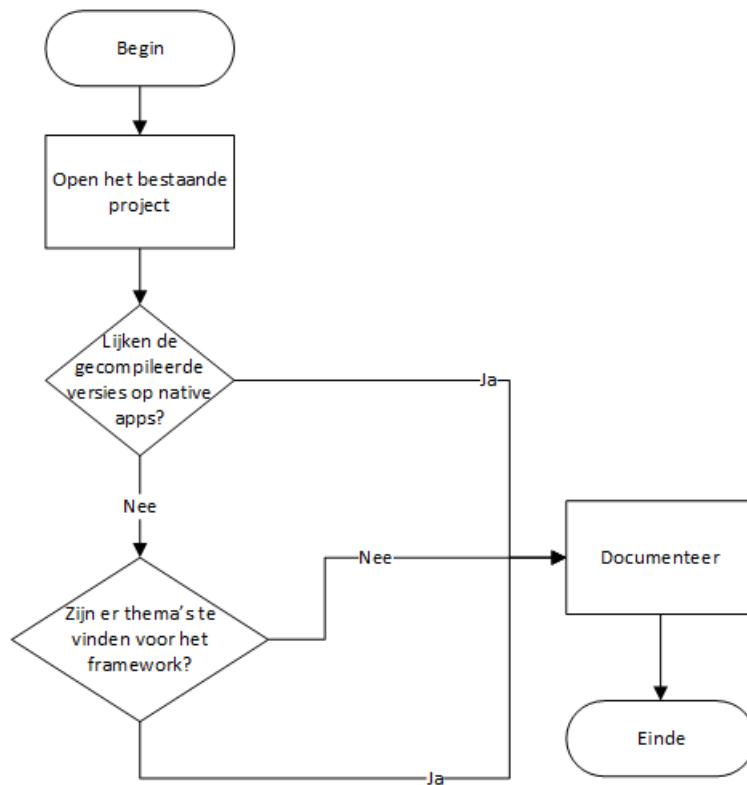 Begin
Open het bestaande
project
Lijken de
gecompileerde
versies op native
apps?
Ja
Nee
Zijn er thema's te
vinden voor het
framework?
Nee
Documenteer
Einde
Ja